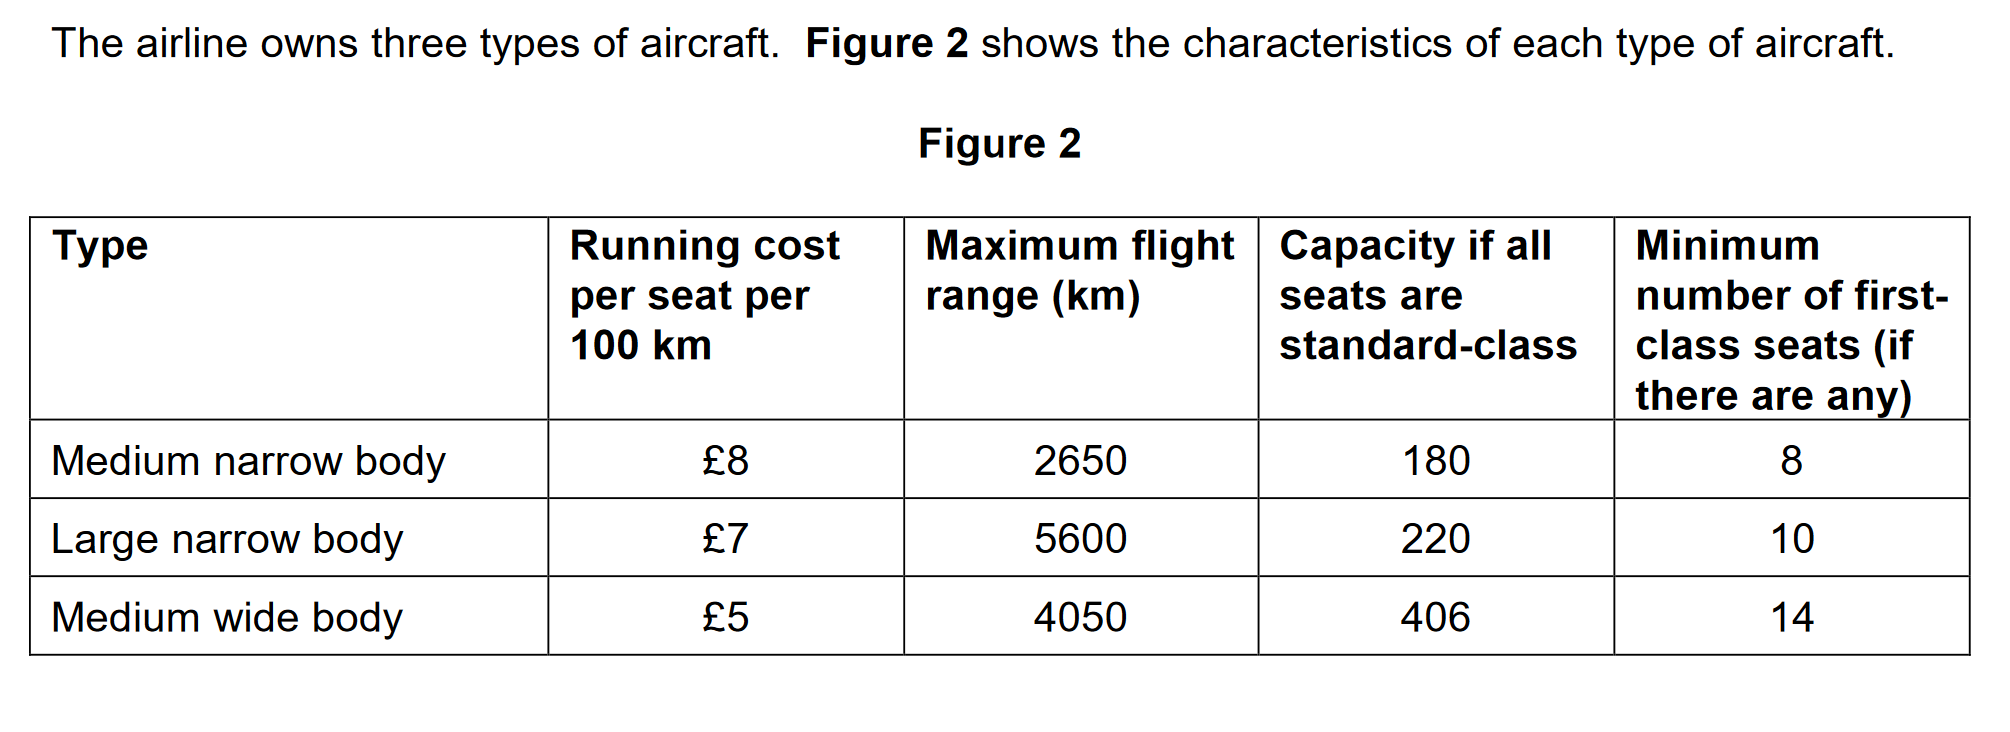 The airline owns three types of aircraft. Figure 2 shows the characteristics of each type of aircraft.
Figure 2
Type
Running cost
per seat per
100 km
Maximum flight
range (km)
Capacity if all
seats are
standard-class
Minimum
number of first-
class seats (if
there are any)
Medium narrow body £8 2650 180 8
Large narrow body £7 5600 220 10
Medium wide body £5 4050 406 14